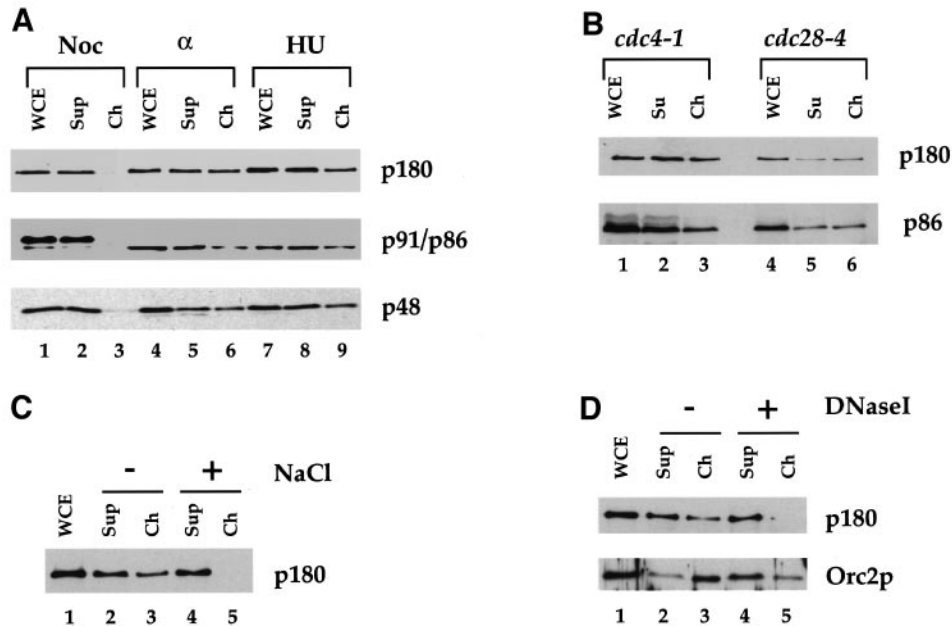 A
Noc α HU
WCE Sup Ch WCE Sup Ch WCE Sup Ch
p180
p91/p86
p48
1 2 3 4 5 6 7 8 9
B
cdc4-1 cdc28-4
WCE Su Ch WCE Su Ch
p180
p86
1 2 3 4 5 6
C
- + NaCl
WCE Sup Ch Sup Ch
p180
1 2 3 4 5
D
- + DNaseI
WCE Sup Ch Sup Ch
p180
Orc2p
1 2 3 4 5